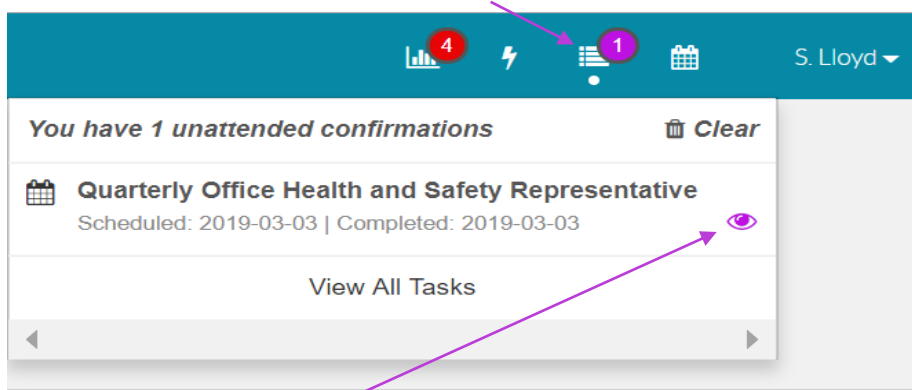 4
1
S. Lloyd
You have 1 unattended confirmations
Clear
Quarterly Office Health and Safety Representative
Scheduled: 2019-03-03 | Completed: 2019-03-03
View All Tasks